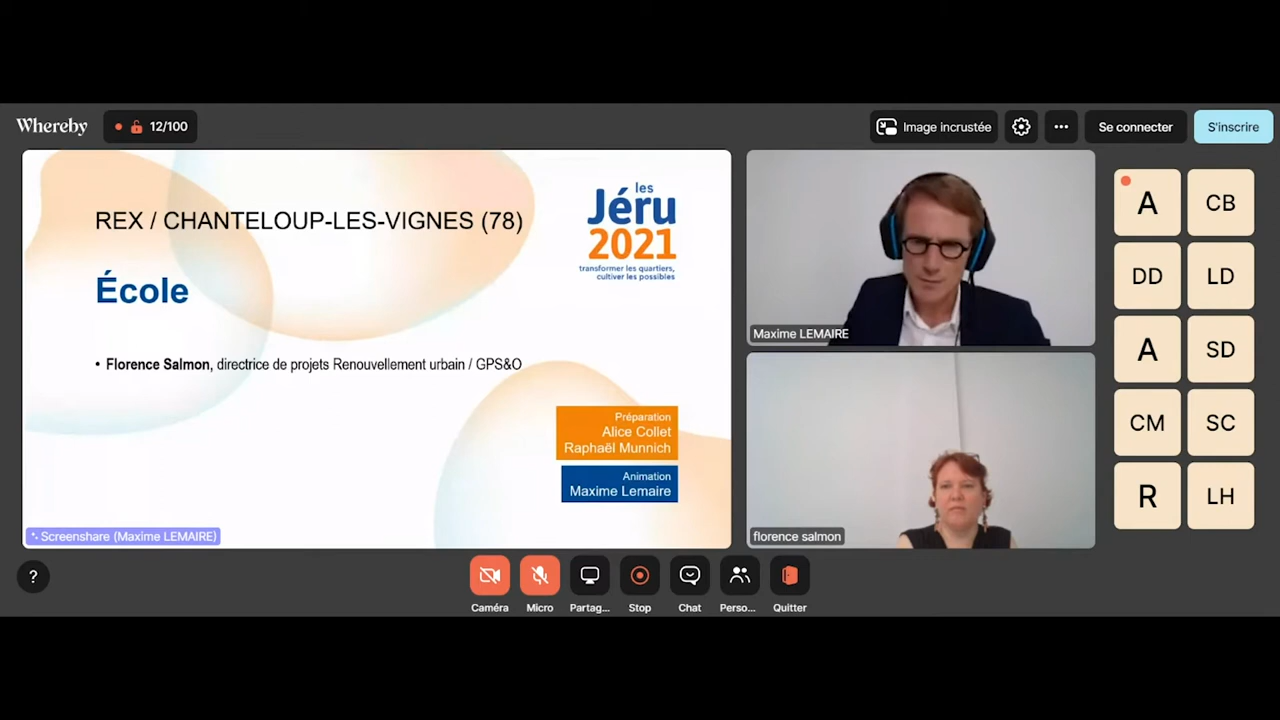 Whereby
12/100
Image incrustée
Se connecter
S'inscrire
REX / CHANTELOUP-LES-VIGNES (78)
École
• Florence Salmon, directrice de projets Renouvellement urbain / GPS&O
les
Jéru
2021
transformer les quartiers,
cultiver les possibles
Préparation
Alice Collet
Raphaël Munnich
Animation
Maxime Lemaire
Screenshare (Maxime LEMAIRE)
Maxime LEMAIRE
florence salmon
A
CB
DD
LD
A
SD
CM
SC
R
LH
?
Caméra
Micro
Partag...
Stop
Chat
Perso...
Quitter